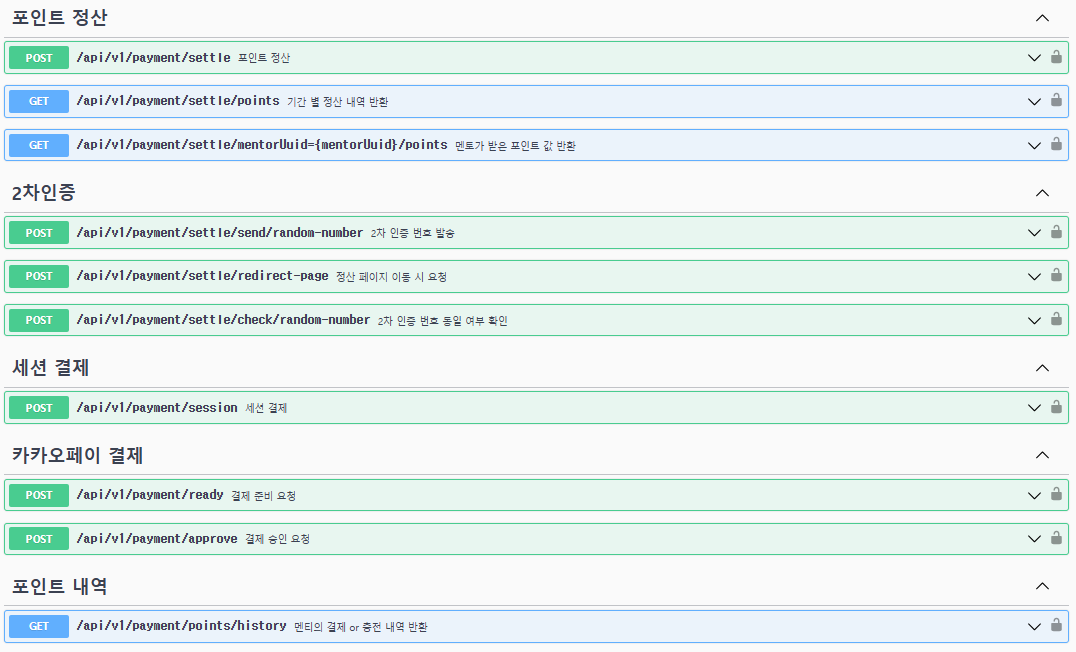 포인트 정산
POST /api/v1/payment/settle 포인트 정산
GET /api/v1/payment/settle/points 기간 별 정산 내역 반환
GET /api/v1/payment/settle/mentorUuid={mentorUuid}/points 멘토가 받은 포인트 값 반환
2차인증
POST /api/v1/payment/settle/send/random-number 2차 인증 번호 발송
POST /api/v1/payment/settle/redirect-page 정산 페이지 이동 시 요청
POST /api/v1/payment/settle/check/random-number 2차 인증 번호 동일 여부 확인
세션 결제
POST /api/v1/payment/session 세션 결제
카카오페이 결제
POST /api/v1/payment/ready 결제 준비 요청
POST /api/v1/payment/approve 결제 승인 요청
포인트 내역
GET /api/v1/payment/points/history 멘티의 결제 or 충전 내역 반환